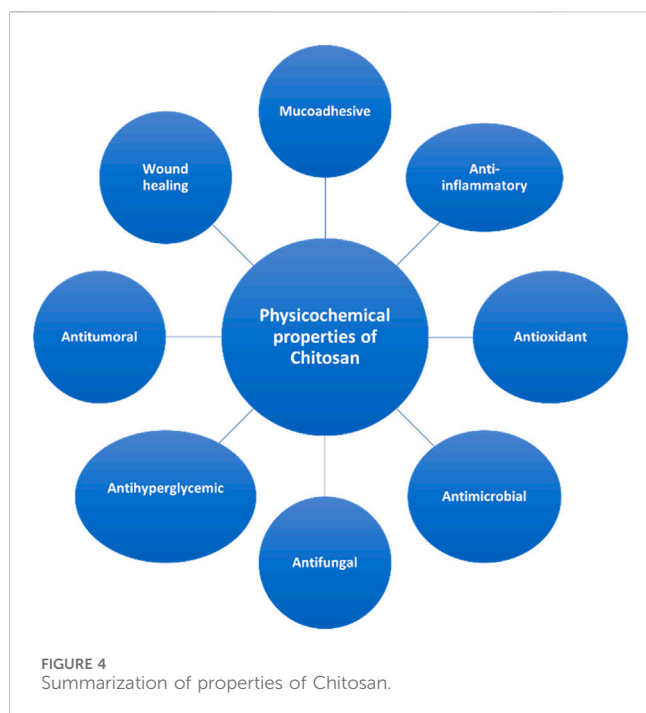 Mucoadhesive
Wound
healing
Anti-
inflammatory
Physicochemical
properties of
Chitosan
Antitumoral
Antioxidant
Antihyperglycemic
Antimicrobial
Antifungal
FIGURE 4
Summarization of properties of Chitosan.